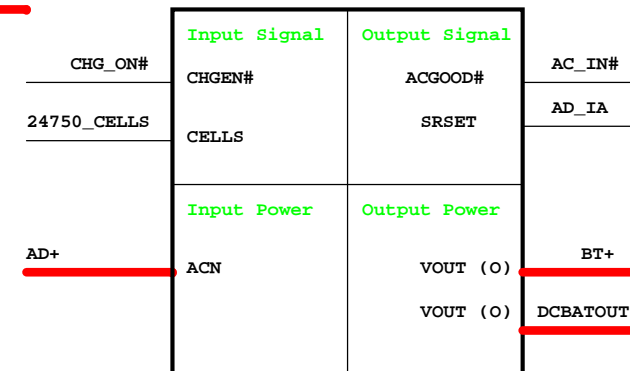 Input Signal Output Signal
CHG_ON# CHGEN# ACGOOD# AC_IN#
24750_CELLS CELLS SRSET AD_IA
Input Power Output Power
AD+ ACN VOUT (O) BT+
VOUT (O) DCBATOUT